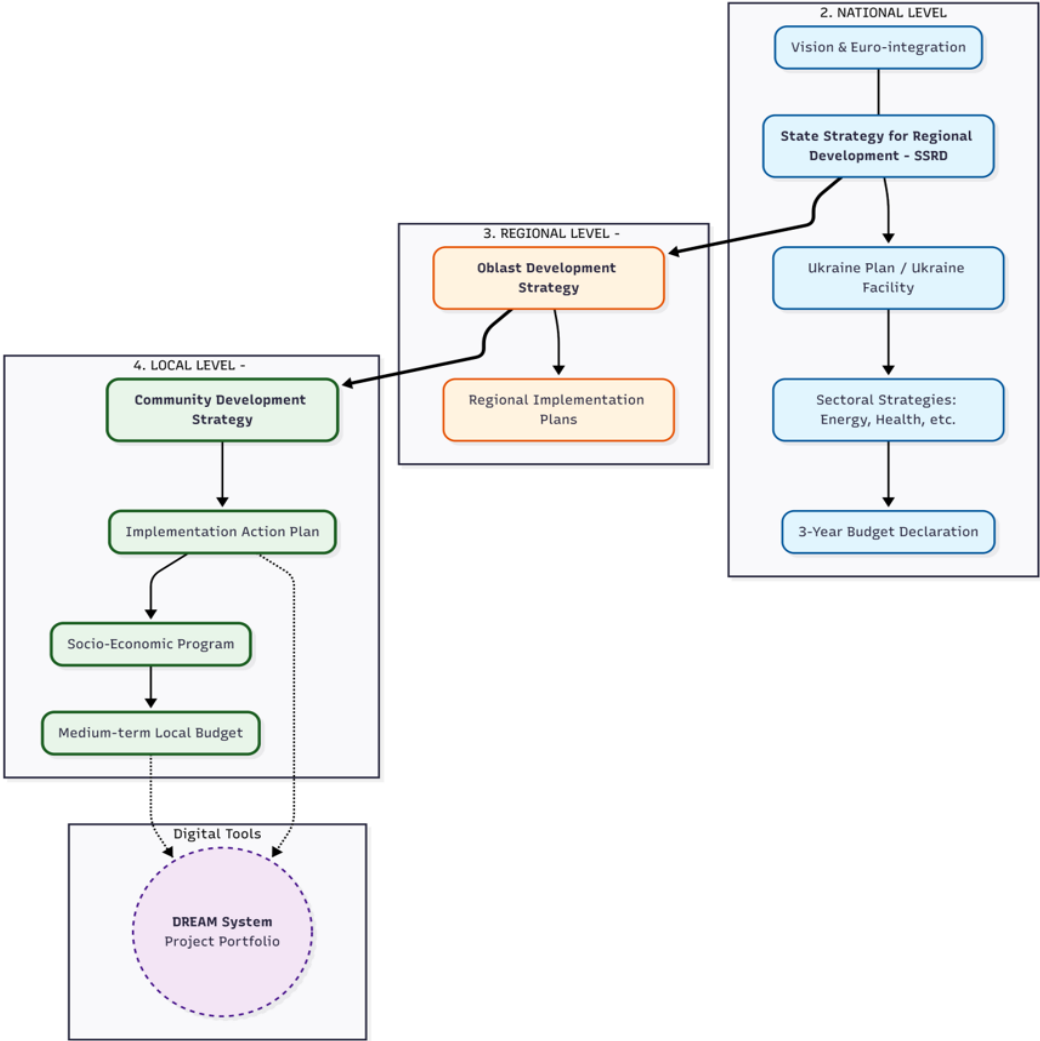 2. NATIONAL LEVEL
Vision & Euro-integration
State Strategy for Regional
Development - SSRD
Ukraine Plan / Ukraine
Facility
Sectoral Strategies:
Energy, Health, etc.
3-Year Budget Declaration
3. REGIONAL LEVEL -
Oblast Development
Strategy
Regional Implementation
Plans
4. LOCAL LEVEL -
Community Development
Strategy
Implementation Action Plan
Socio-Economic Program
Medium-term Local Budget
Digital Tools
DREAM System
Project Portfolio